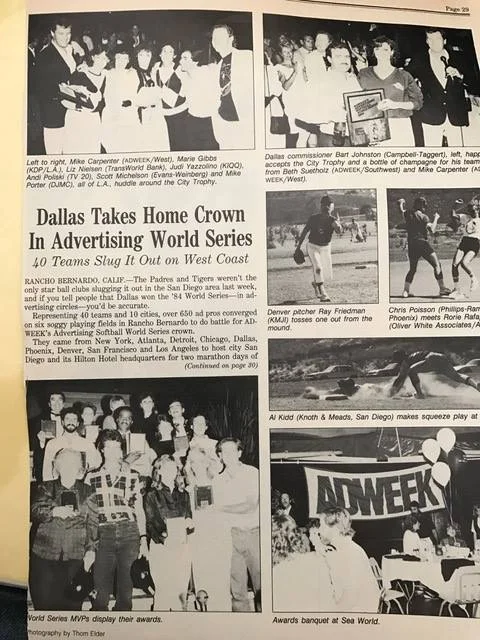 Page 29
Left to right, Mike Carpenter (ADWEEK/West), Marie Gibbs
(KDP/L.A.), Liz Nielsen (TransWorld Bank), Judi Yazzolino (KIQQ),
Andi Poliski (TV 20), Scott Michelson (Evans-Weinberg) and Mike
Porter (DJMC), all of L.A., huddle around the City Trophy.
Dallas commissioner Bart Johnston (Campbell-Taggert), left, happ
accepts the City Trophy and a bottle of champagne for his team
from Beth Suetholz (ADWEEK/Southwest) and Mike Carpenter (AD
WEEK/West).
Dallas Takes Home Crown
In Advertising World Series
40 Teams Slug It Out on West Coast
RANCHO BERNARDO, CALIF.—The Padres and Tigers weren't the
only star ball clubs slugging it out in the San Diego area last week,
and if you tell people that Dallas won the '84 World Series—in ad-
vertising circles—you'd be accurate.
Representing 40 teams and 10 cities, over 650 ad pros converged
on six soggy playing fields in Rancho Bernardo to do battle for AD-
WEEK's Advertising Softball World Series crown.
They came from New York, Atlanta, Detroit, Chicago, Dallas,
Phoenix, Denver, San Francisco and Los Angeles to host city San
Diego and its Hilton Hotel headquarters for two marathon days of
(Continued on page 30)
Denver pitcher Ray Friedman
(KMJI) tosses one out from the
mound.
Chris Poisson (Phillips-Ram
Phoenix) meets Rorie Rafa
(Oliver White Associates/A
Al Kidd (Knoth & Meads, San Diego) makes squeeze play at
ADWEEK
World Series MVPs display their awards.
Awards banquet at Sea World.
Photography by Thom Elder